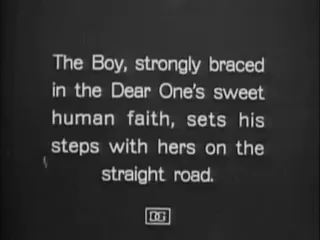 The Boy, strongly braced
in the Dear One's sweet
human faith, sets his
steps with hers on the
straight road.
DG